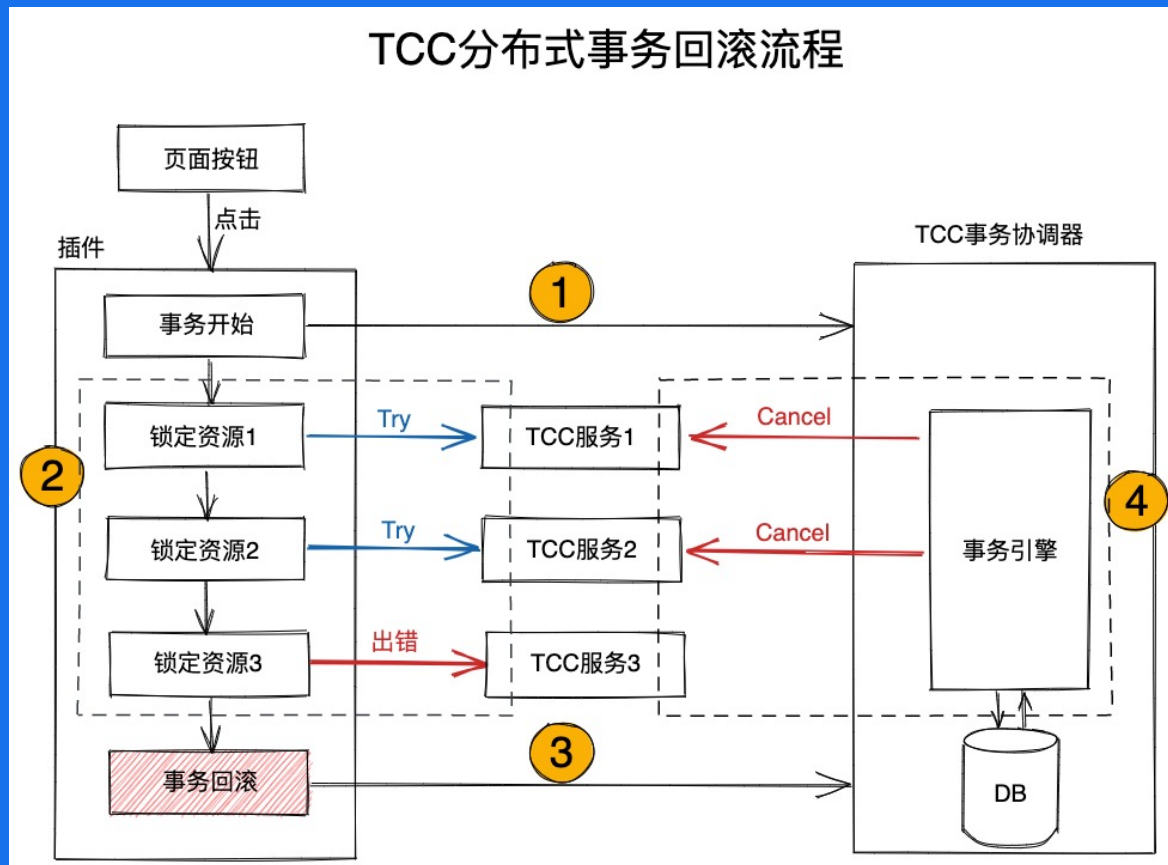 TCC分布式事务回滚流程
页面按钮
点击
插件
TCC事务协调器
1
事务开始
Try
Cancel
锁定资源1
TCC服务1
2
4
Try
Cancel
锁定资源2
TCC服务2
事务引擎
出错
锁定资源3
TCC服务3
3
事务回滚
DB